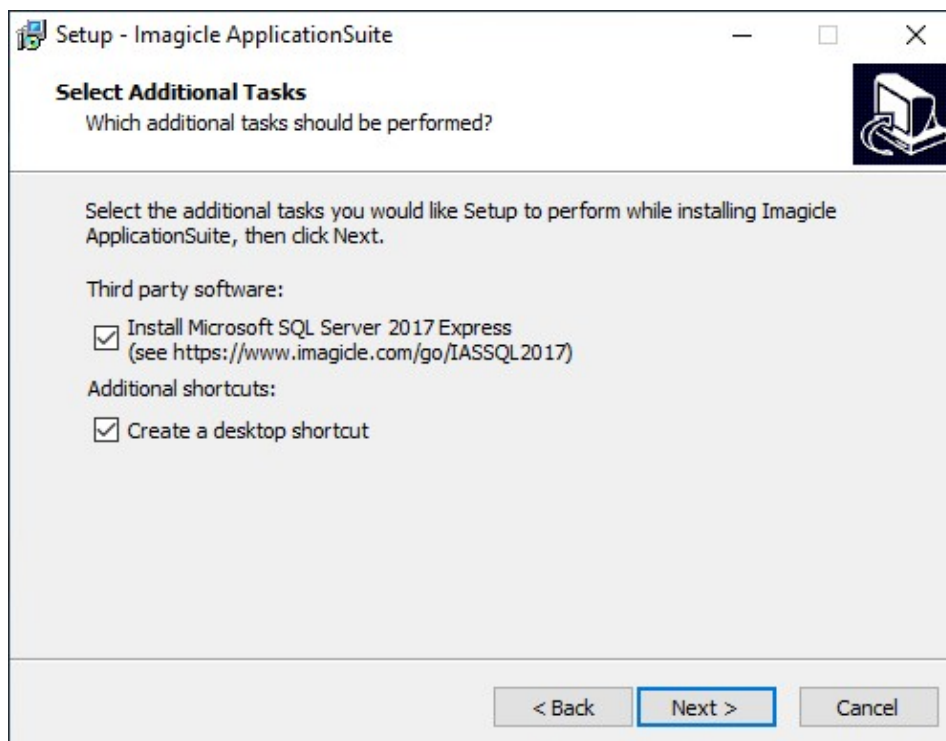 Setup - Imagicle ApplicationSuite
Select Additional Tasks
Which additional tasks should be performed?
Select the additional tasks you would like Setup to perform while installing Imagicle
ApplicationSuite, then click Next.
Third party software:
Install Microsoft SQL Server 2017 Express
(see https://www.imagicle.com/go/IASSQL2017)
Additional shortcuts:
Create a desktop shortcut
< Back
Next >
Cancel